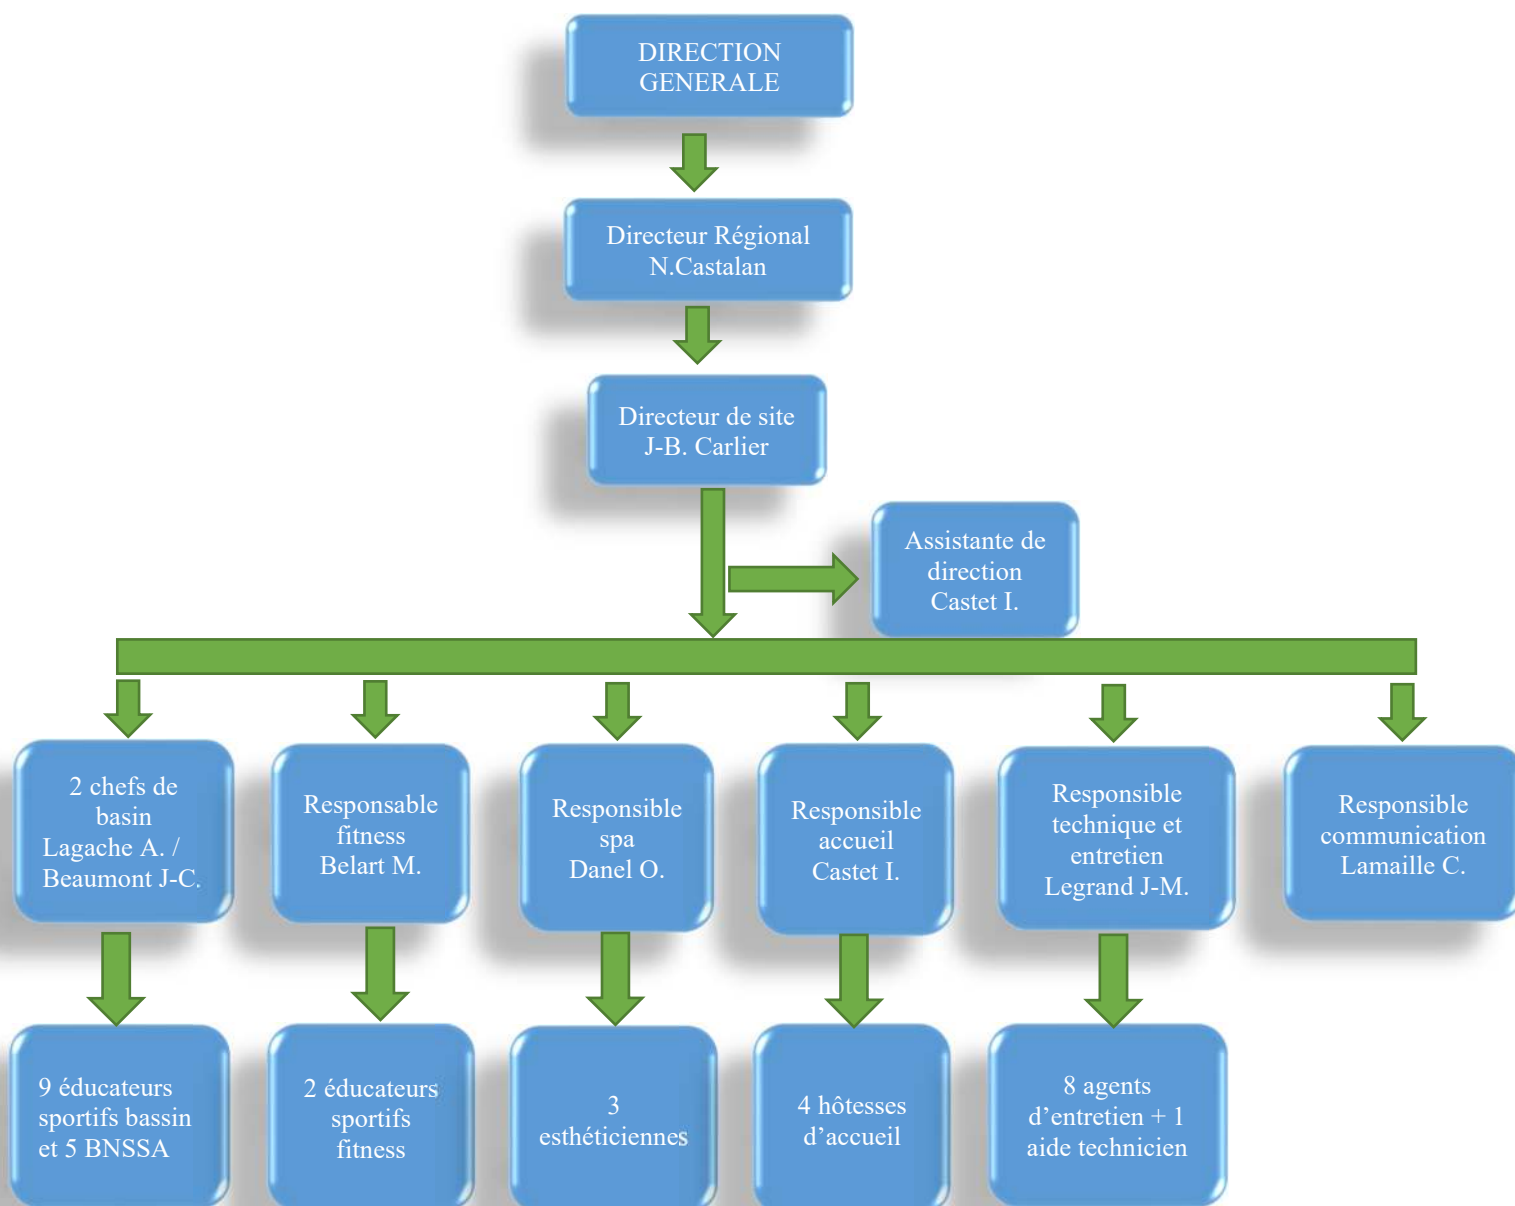 DIRECTION
GENERALE
Directeur Régional
N.Castalan
Directeur de site
J-B. Carlier
Assistante de
direction
Castet I.
2 chefs de
basin
Lagache A. /
Beaumont J-C.
Responsable
fitness
Belart M.
Responsible
spa
Danel O.
Responsible
accueil
Castet I.
Responsible
technique et
entretien
Legrand J-M.
Responsible
communication
Lamaille C.
9 éducateurs
sportifs bassin
et 5 BNSSA
2 éducateurs
sportifs
fitness
3
esthéticiennes
4 hôtesses
d’accueil
8 agents
d’entretien + 1
aide technicien